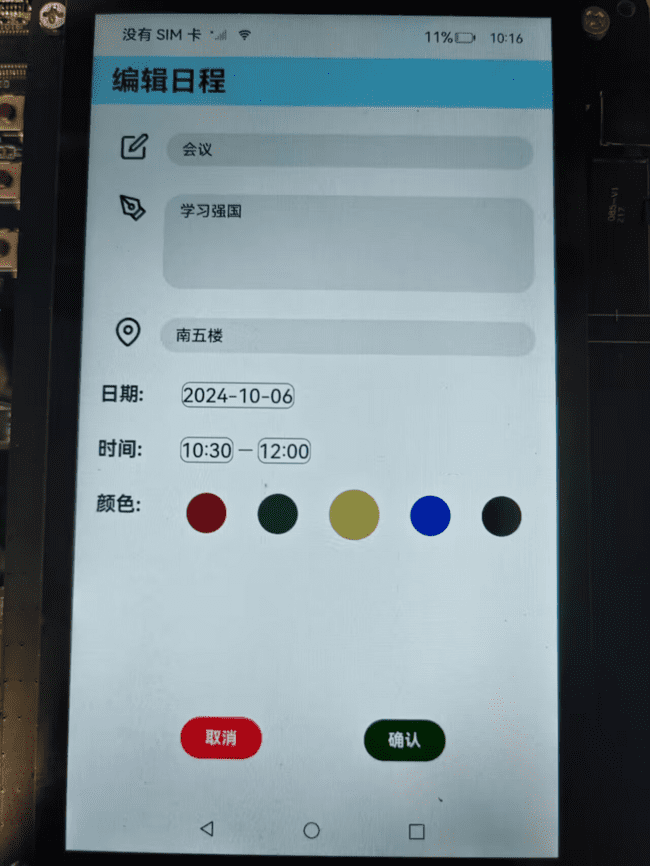 没有 SIM 卡 11% 10:16
编辑日程
会议
学习强国
南五楼
日期: 2024-10-06
时间: 10:30 — 12:00
颜色:
取消 确认